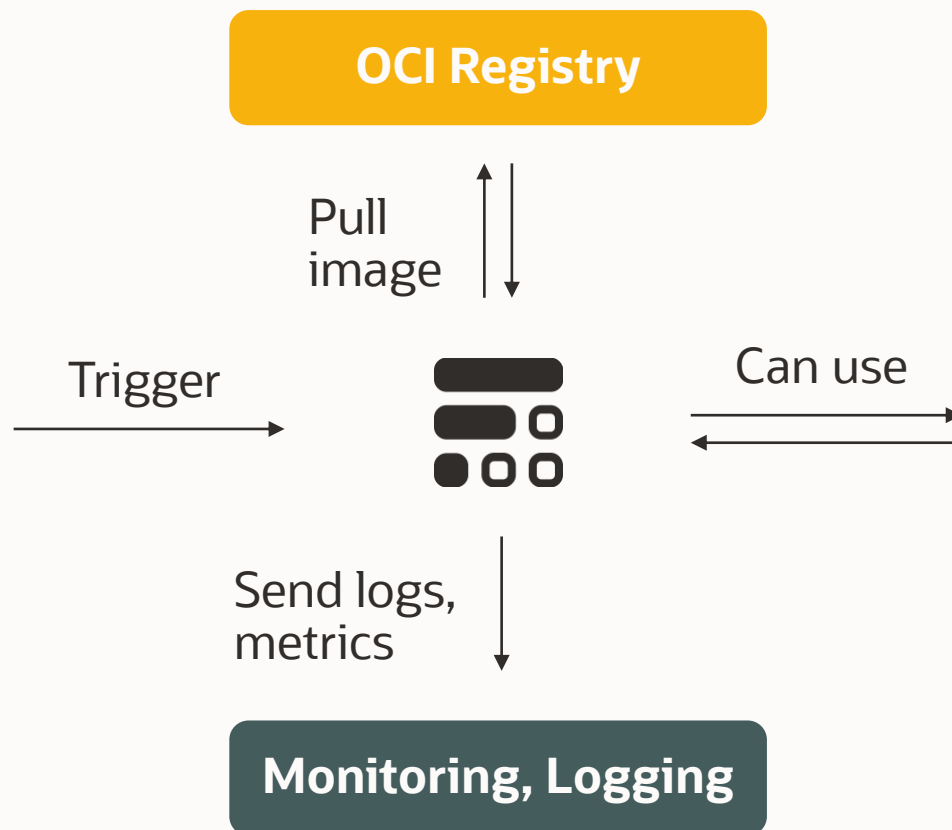 OCI Registry
Pull
image
Trigger
Can use
Send logs,
metrics
Monitoring, Logging